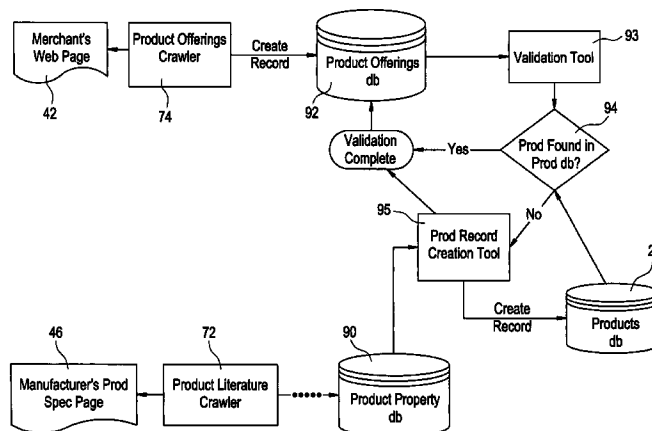 Merchant's
Web Page
42
Product Offerings
Crawler
74
Create
Record
Product Offerings
db
92
Validation Tool
93
94
Prod Found in
Prod db?
Yes
Validation
Complete
No
95
Prod Record
Creation Tool
Create
Record
2
Products
db
46
Manufacturer's Prod
Spec Page
72
Product Literature
Crawler
90
Product Property
db